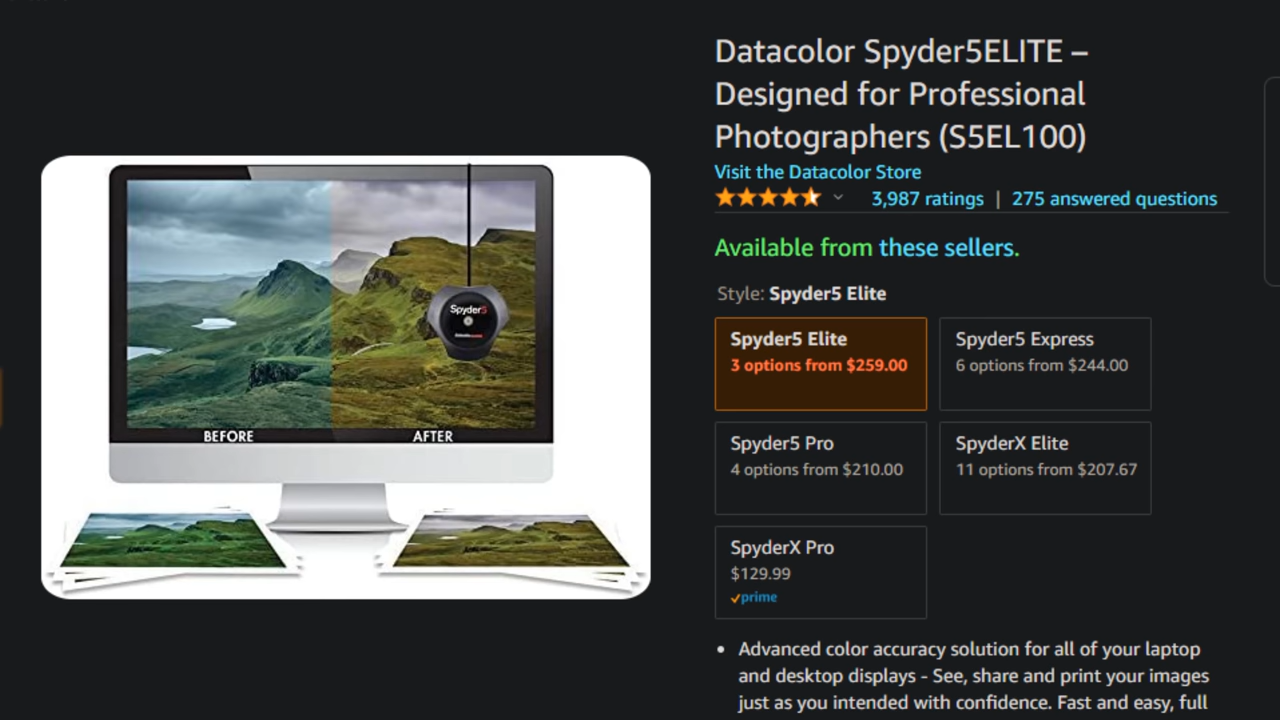 Datacolor Spyder5ELITE –
Designed for Professional
Photographers (S5EL100)
Visit the Datacolor Store
3,987 ratings | 275 answered questions
Available from these sellers.
Style: Spyder5 Elite
Spyder5 Elite
3 options from $259.00
Spyder5 Express
6 options from $244.00
Spyder5 Pro
4 options from $210.00
SpyderX Elite
11 options from $207.67
SpyderX Pro
$129.99
prime
Spyder5
BEFORE
AFTER
• Advanced color accuracy solution for all of your laptop
and desktop displays - See, share and print your images
just as you intended with confidence. Fast and easy, full